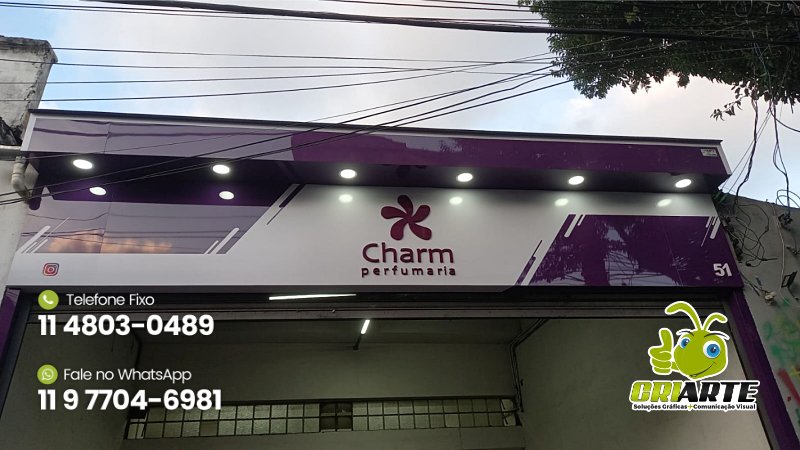 Charm
perfumaria
51
Telefone Fixo
11 4803-0489
Fale no WhatsApp
11 9 7704-6981
CRIARTE
Soluções Gráficas+Comunicação Visual